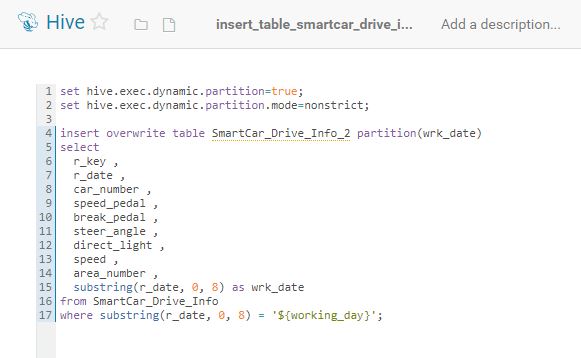 Hive insert_table_smartcar_drive_i... Add a description...
1 set hive.exec.dynamic.partition=true;
2 set hive.exec.dynamic.partition.mode=nonstrict;
3
4 insert overwrite table SmartCar_Drive_Info_2 partition(wrk_date)
5 select
6   r_key ,
7   r_date ,
8   car_number ,
9   speed_pedal ,
10   break_pedal ,
11   steer_angle ,
12   direct_light ,
13   speed ,
14   area_number ,
15   substring(r_date, 0, 8) as wrk_date
16 from SmartCar_Drive_Info
17 where substring(r_date, 0, 8) = '${working_day}';